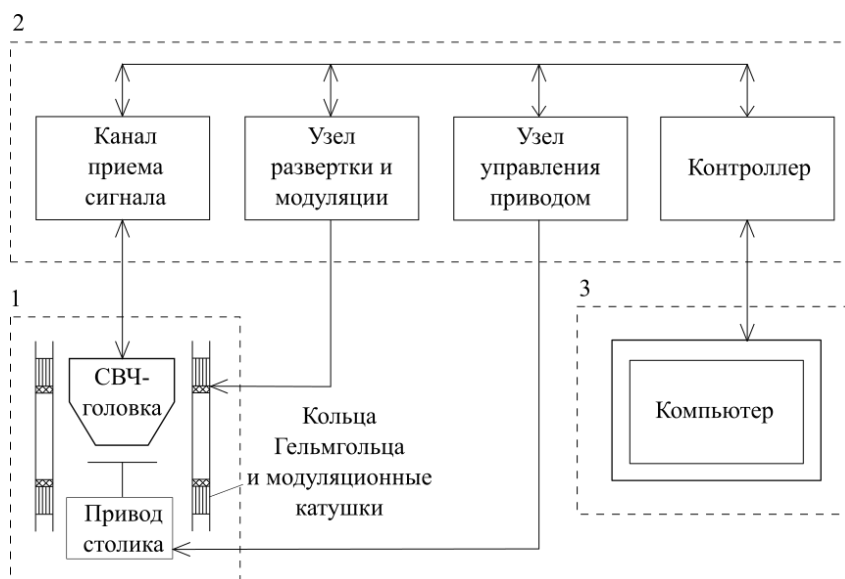 2
Канал
приема
сигнала
Узел
развертки и
модуляции
Узел
управления
приводом
Контроллер
1
3
СВЧ-
головка
Кольца
Гельмгольца
и модуляционные
катушки
Привод
столика
Компьютер